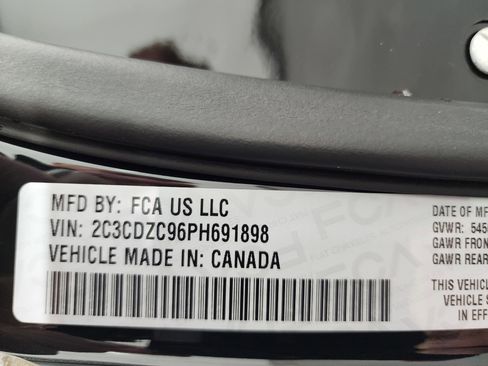 MFD BY: FCA US LLC
VIN: 2C3CDZC96PH691898
VEHICLE MADE IN: CANADA
DATE OF MF
GVWR: 545
GAWR FRON
GAWR REAR
THIS VEHIC
VEHICLE S
IN EFF